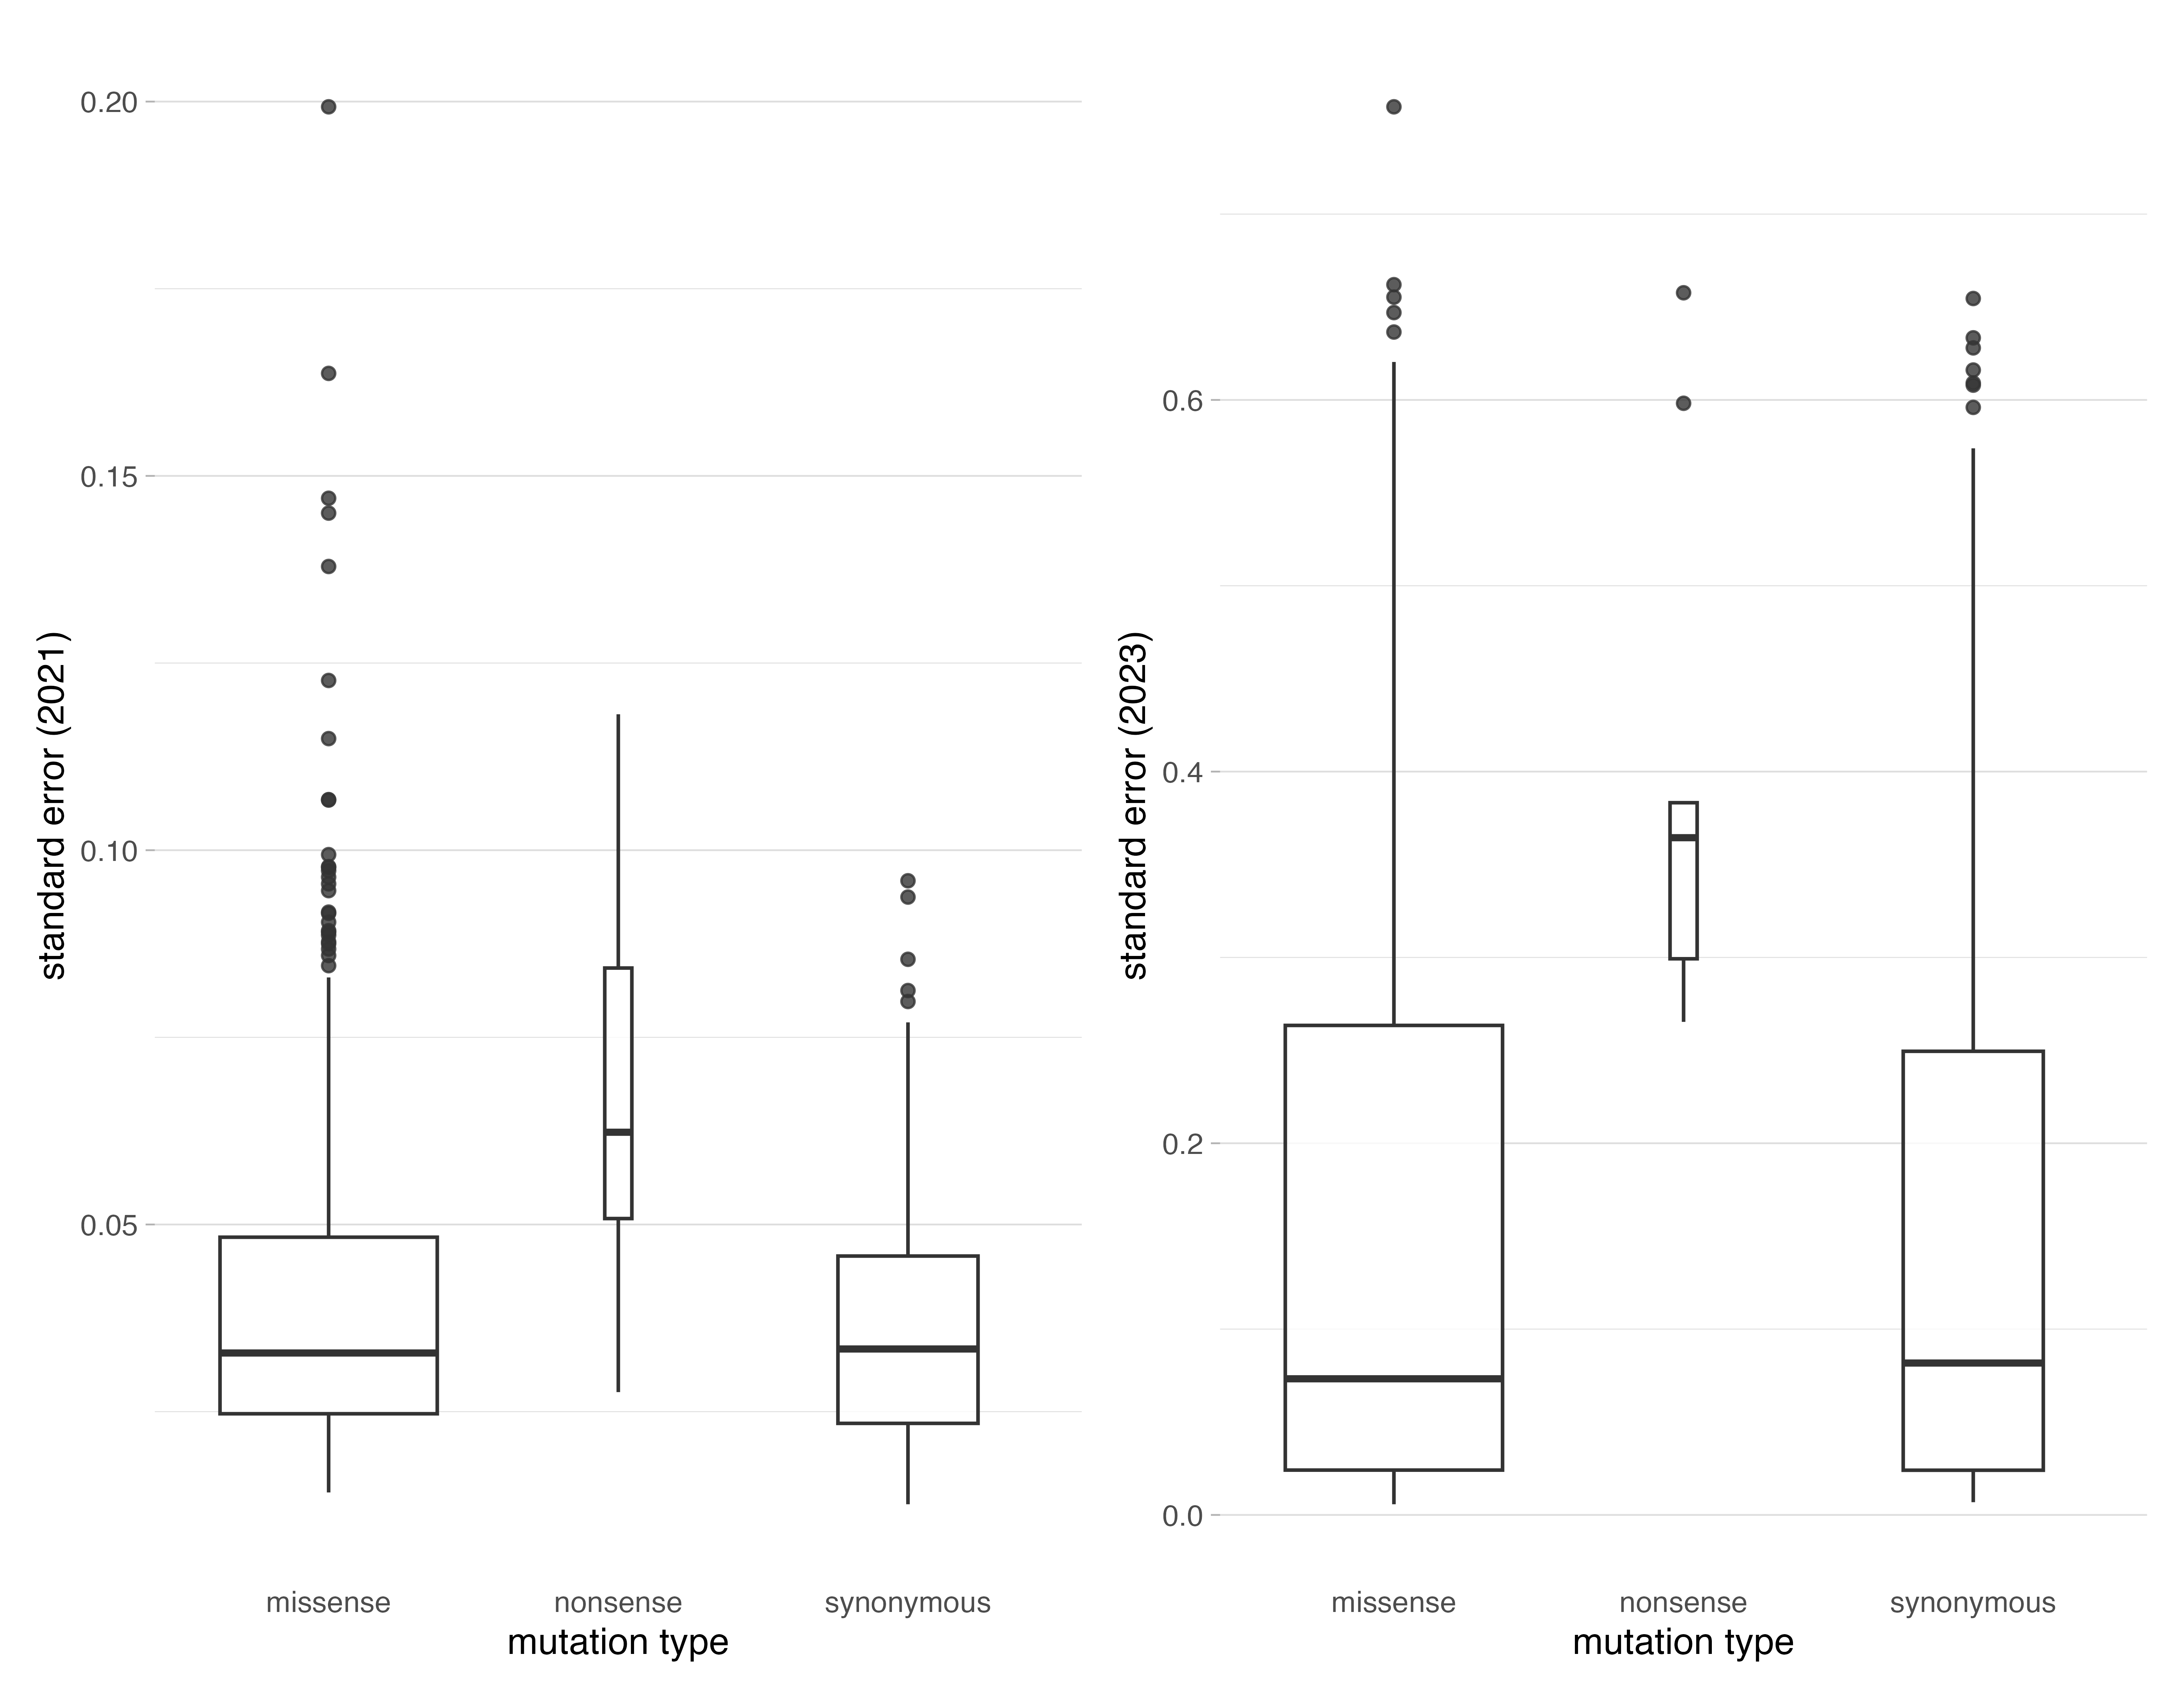 standard error (2021)
0.20
0.15
0.10
0.05
missense nonsense synonymous
mutation type
standard error (2023)
0.6
0.4
0.2
0.0
missense nonsense synonymous
mutation type